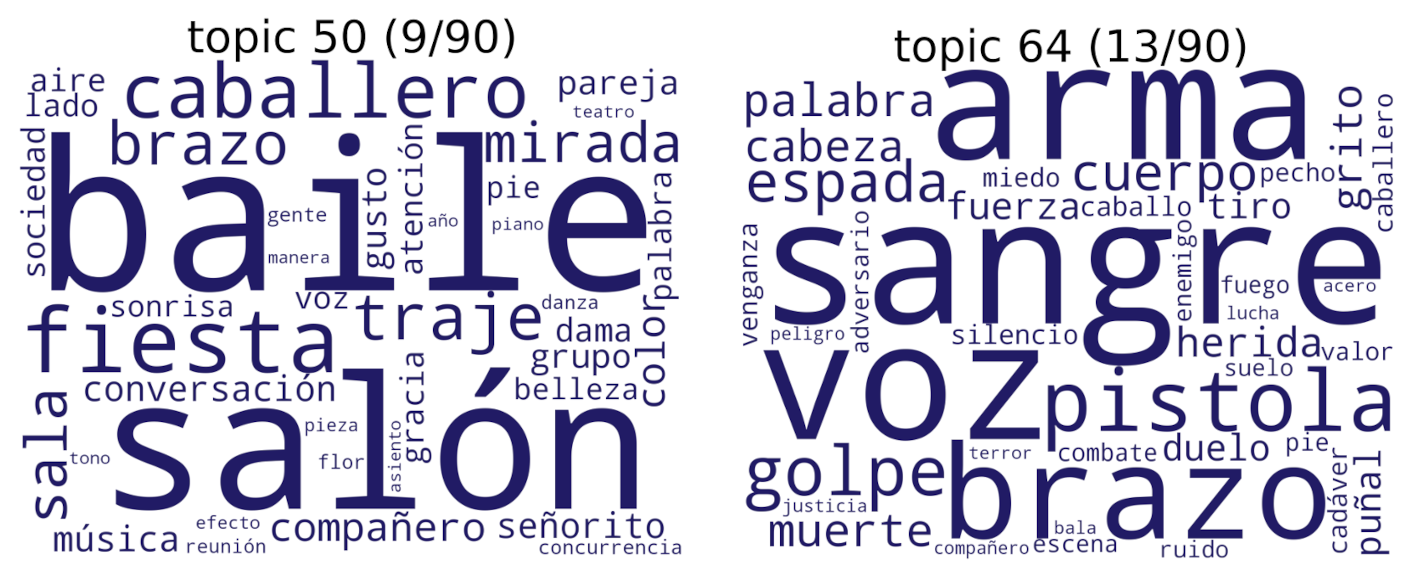 topic 50 (9/90)
aire
caballero
pareja
lado
teatro
sociedad
brazo
atención
mirada
baile
gusto
pie
palabra
gente
año
piano
manera
sonrisa
voz
traje
danza
color
fiesta
dama
grupo
conversación
gracia
belleza
sala
salón
pieza
tono
flor
asiento
música
efecto
reunión
compañero
señorito
concurrencia
topic 64 (13/90)
palabra
arma
grito
caballero
cabeza
espada
miedo
cuerpo
pecho
fuerza
caballo
tiro
venganza
adversario
sangre
enemigo
fuego
acero
lucha
peligro
silencio
herida
valor
suelo
voz
pistola
golpe
terror
combate
duelo
pie
brazo
cadáver
puñal
justicia
muerte
bala
compañero
escena
ruido